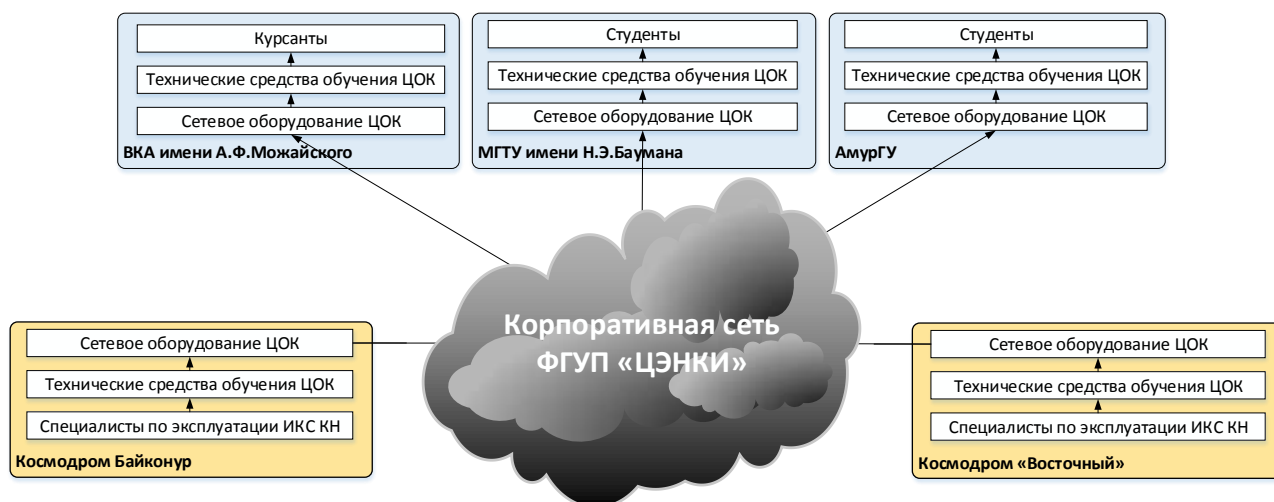 Курсанты
Технические средства обучения ЦОК
Сетевое оборудование ЦОК
ВКА имени А.Ф.Можайского
Студенты
Технические средства обучения ЦОК
Сетевое оборудование ЦОК
МГТУ имени Н.Э.Баумана
Студенты
Технические средства обучения ЦОК
Сетевое оборудование ЦОК
АмурГУ
Корпоративная сеть
ФГУП «ЦЭНКИ»
Сетевое оборудование ЦОК
Технические средства обучения ЦОК
Специалисты по эксплуатации ИКС КН
Космодром Байконур
Сетевое оборудование ЦОК
Технические средства обучения ЦОК
Специалисты по эксплуатации ИКС КН
Космодром «Восточный»